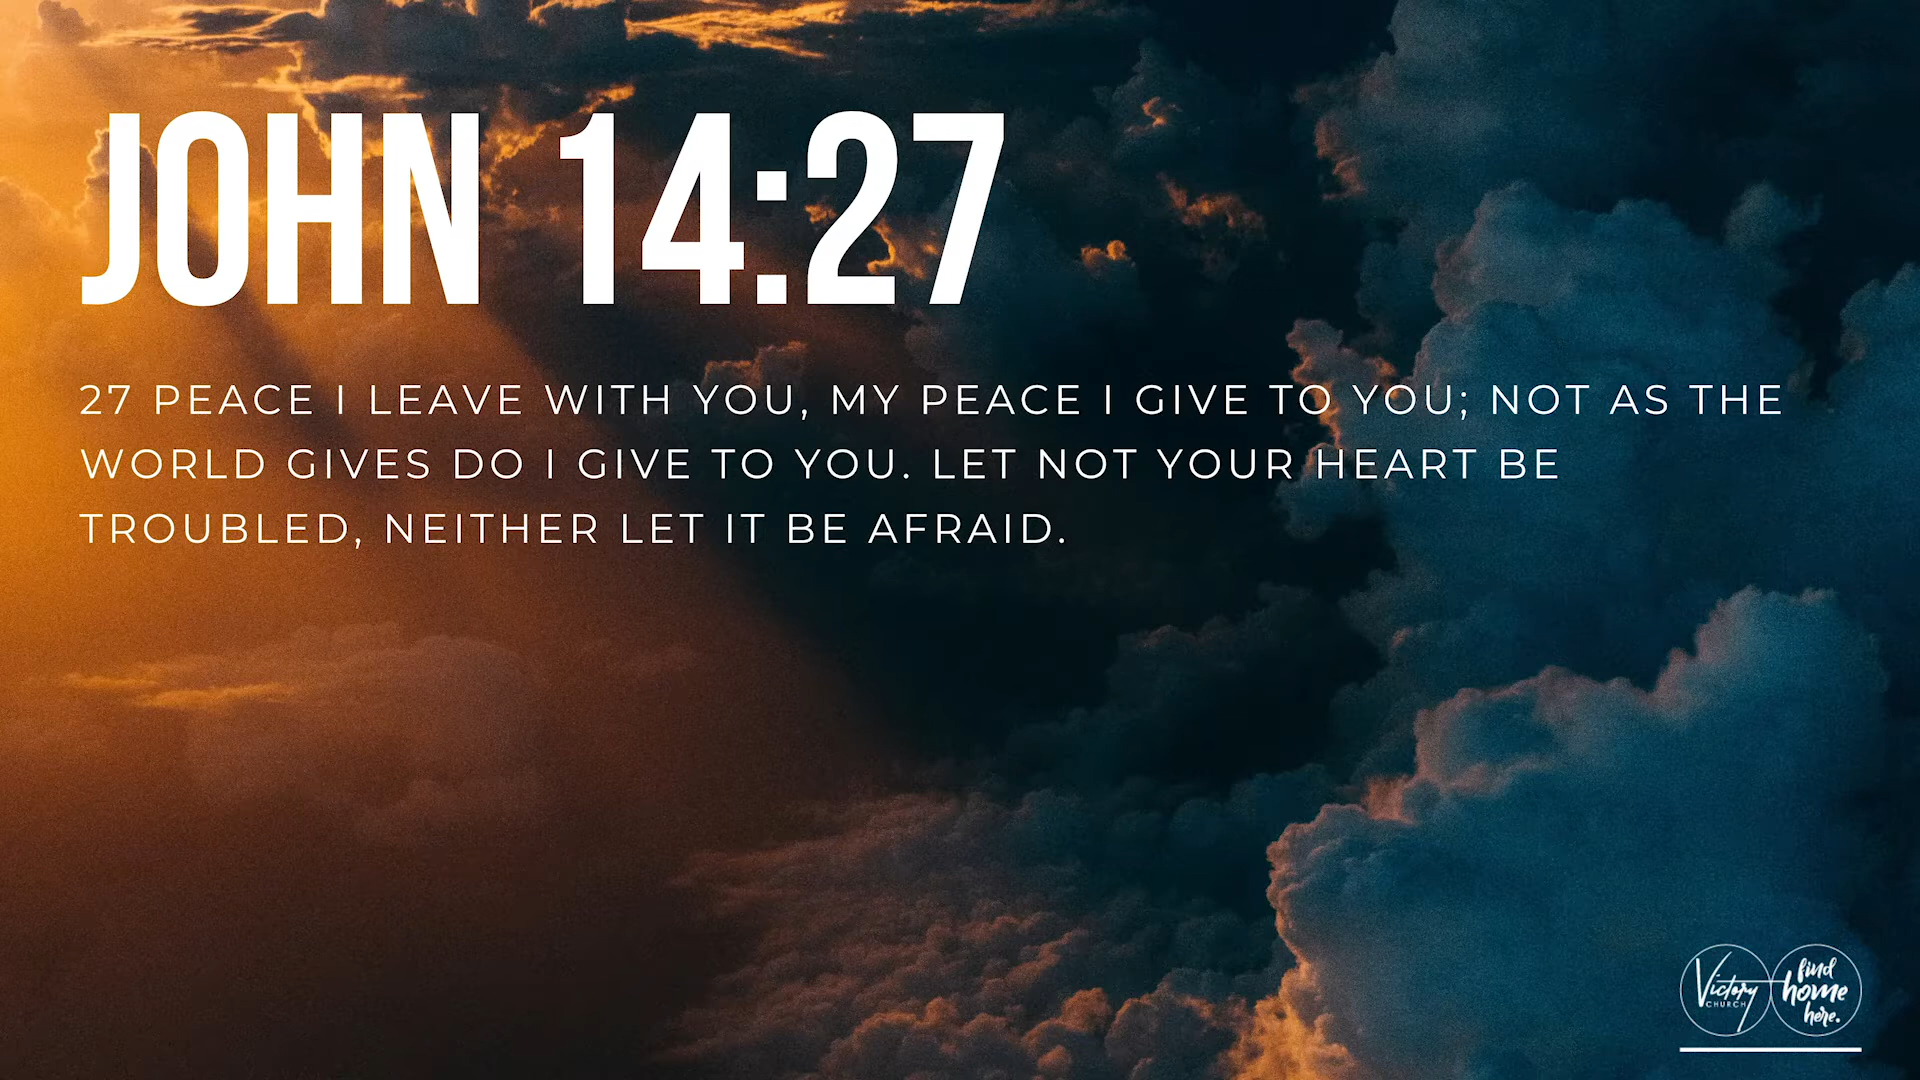 JOHN 14:27
27 PEACE I LEAVE WITH YOU, MY PEACE I GIVE TO YOU; NOT AS THE
WORLD GIVES DO I GIVE TO YOU. LET NOT YOUR HEART BE
TROUBLED, NEITHER LET IT BE AFRAID.
Victory
CHURCH
find
home
here.